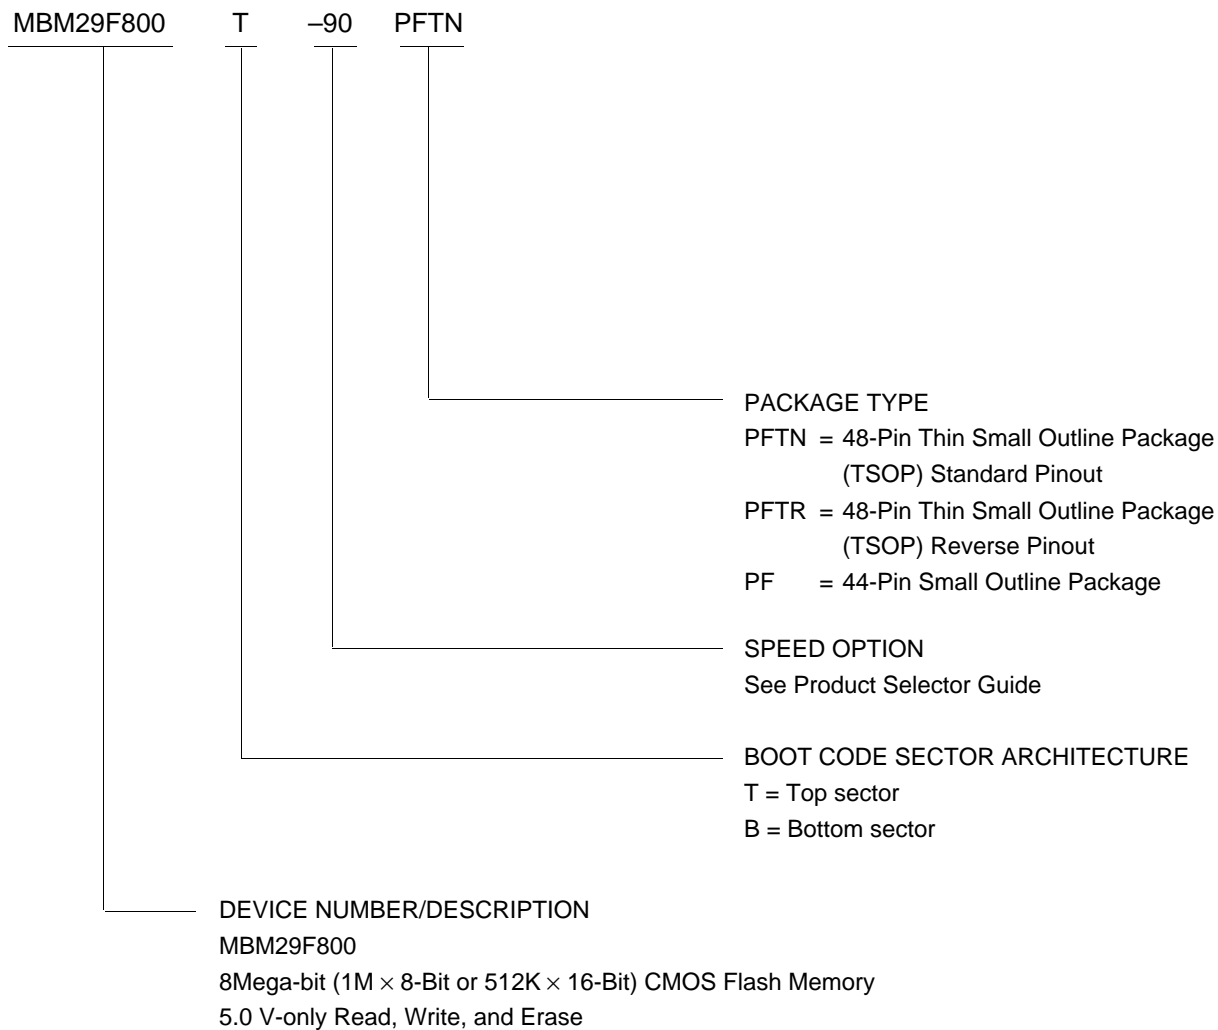 MBM29F800 T –90 PFTN
PACKAGE TYPE
PFTN = 48-Pin Thin Small Outline Package
(TSOP) Standard Pinout
PFTR = 48-Pin Thin Small Outline Package
(TSOP) Reverse Pinout
PF = 44-Pin Small Outline Package
SPEED OPTION
See Product Selector Guide
BOOT CODE SECTOR ARCHITECTURE
T = Top sector
B = Bottom sector
DEVICE NUMBER/DESCRIPTION
MBM29F800
8Mega-bit (1M × 8-Bit or 512K × 16-Bit) CMOS Flash Memory
5.0 V-only Read, Write, and Erase